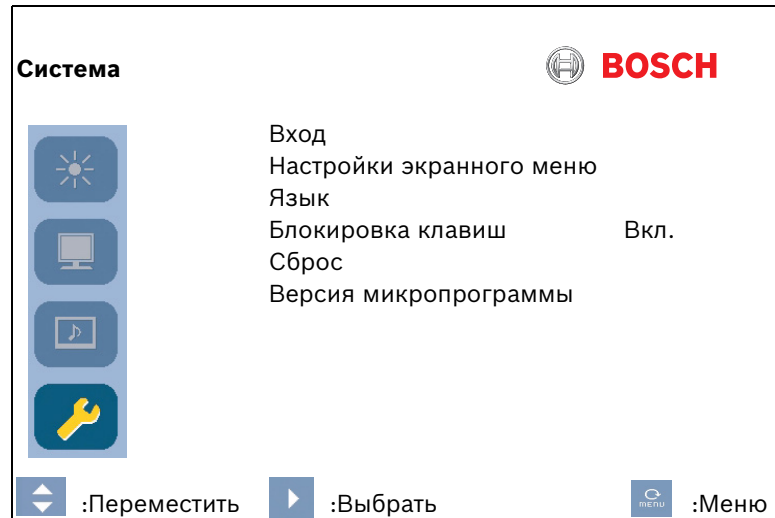 Система
BOSCH
Вход
Настройки экранного меню
Язык
Блокировка клавиш Вкл.
Сброс
Версия микропрограммы
:Переместить :Выбрать MENU :Меню